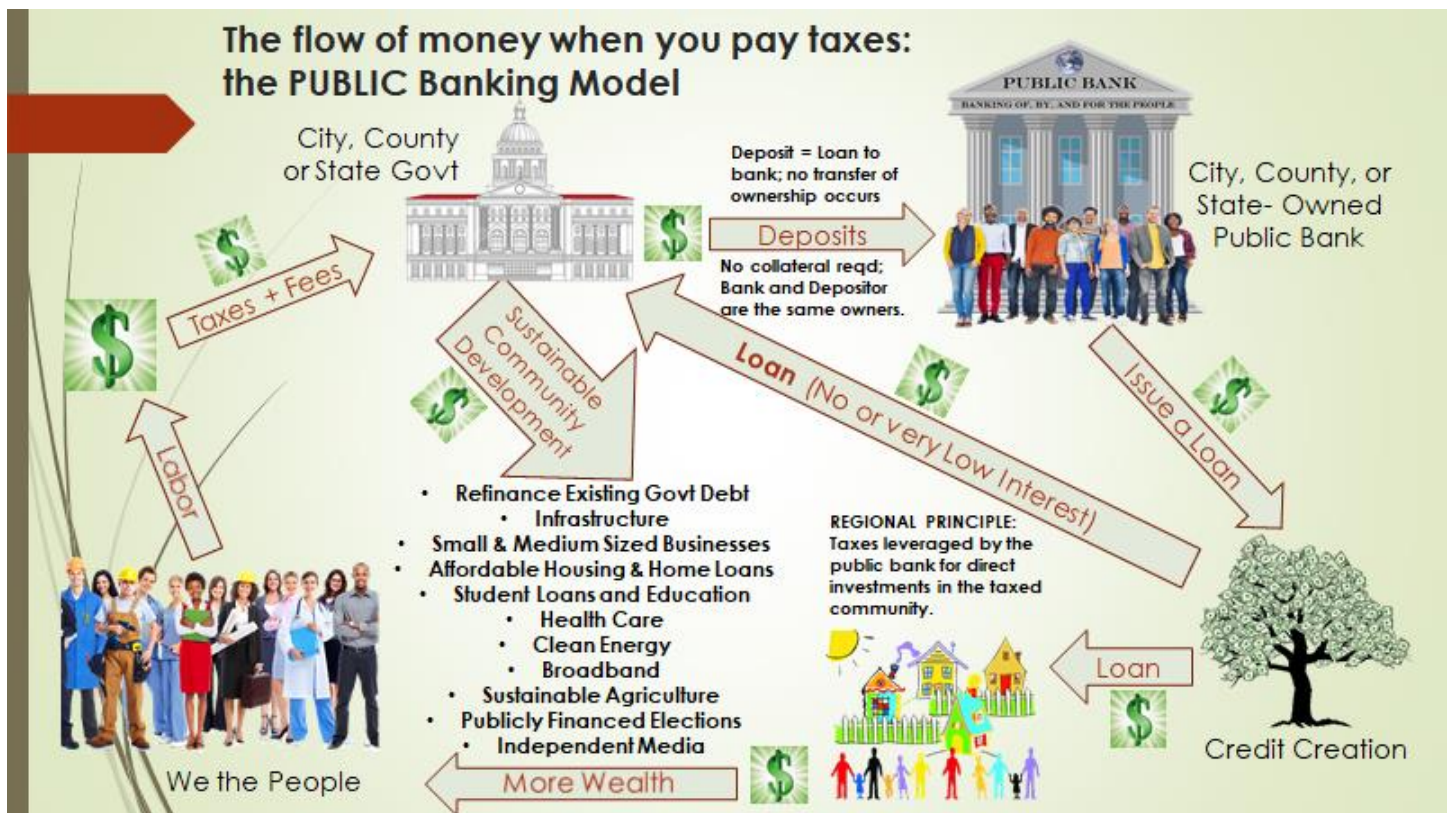 The flow of money when you pay taxes:
the PUBLIC Banking Model
City, County
or State Govt
Deposit = Loan to
bank; no transfer of
ownership occurs
Deposits
No collateral reqd;
Bank and Depositor
are the same owners.
PUBLIC BANK
BANKING OF, BY, AND FOR THE PEOPLE
City, County, or
State- Owned
Public Bank
$
Taxes + Fees
$
$
Labor
We the People
$
Sustainable
Community
Development
$
Loan (No or very Low Interest)
$
Issue a Loan
$
• Refinance Existing Govt Debt
• Infrastructure
• Small & Medium Sized Businesses
• Affordable Housing & Home Loans
• Student Loans and Education
• Health Care
• Clean Energy
• Broadband
• Sustainable Agriculture
• Publicly Financed Elections
• Independent Media
REGIONAL PRINCIPLE:
Taxes leveraged by the
public bank for direct
investments in the taxed
community.
Loan
$
Credit Creation
More Wealth
$